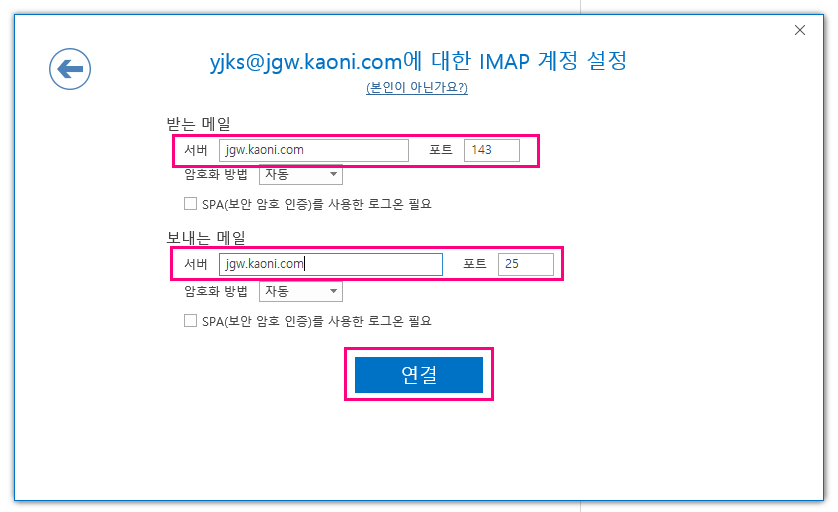 yjks@jgw.kaoni.com에 대한 IMAP 계정 설정
(본인이 아닌가요?)
받는 메일
서버 jgw.kaoni.com 포트 143
암호화 방법 자동
SPA(보안 암호 인증)를 사용한 로그온 필요
보내는 메일
서버 jgw.kaoni.com 포트 25
암호화 방법 자동
SPA(보안 암호 인증)를 사용한 로그온 필요
연결